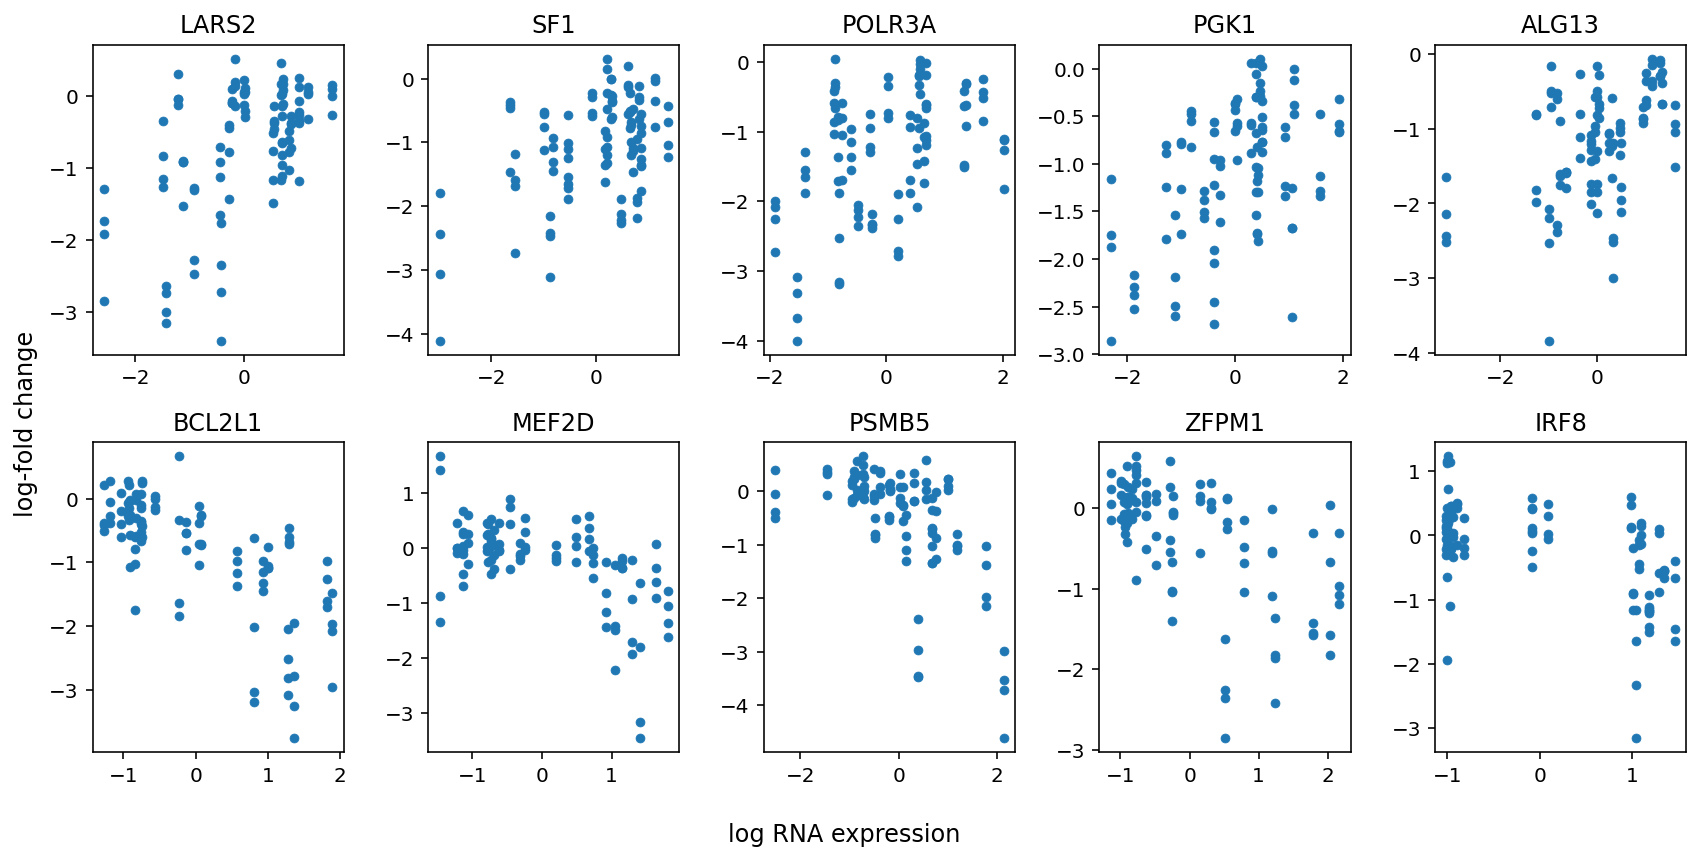 LARS2 SF1 POLR3A PGK1 ALG13
0 −1 −2 −3
0 −1 −2 −3 −4
0 −1 −2 −3 −4
0.0 −0.5 −1.0 −1.5 −2.0 −2.5 −3.0
0 −1 −2 −3 −4
−2 0
−2 0
−2 −1 0 1 2
−2 0 2
−2 0
log-fold change
BCL2L1 MEF2D PSMB5 ZFPM1 IRF8
0 −1 −2 −3
1 0 −1 −2 −3
0 −1 −2 −3 −4
0 −1 −2 −3
1 0 −1 −2 −3
−1 0 1 2
−1 0 1
−2 0 2
−1 0 1 2
−1 0 1
log RNA expression